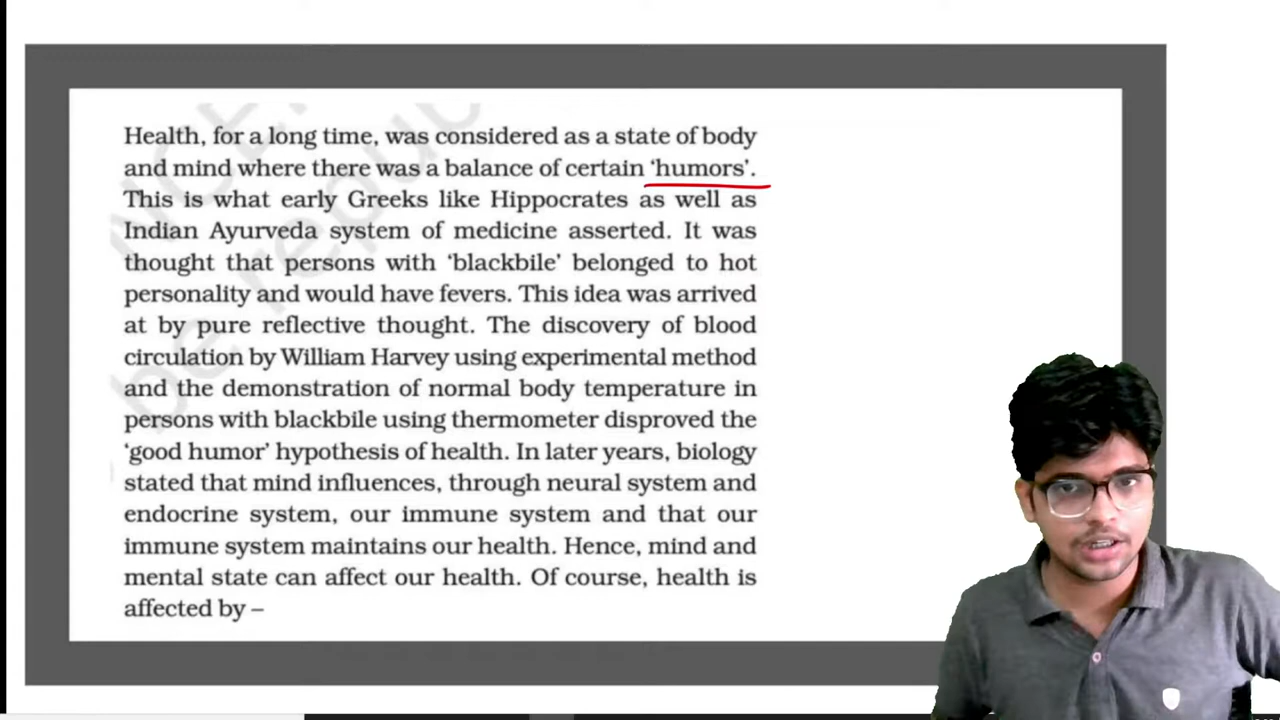 Health, for a long time, was considered as a state of body
and mind where there was a balance of certain ‘humors’.
This is what early Greeks like Hippocrates as well as
Indian Ayurveda system of medicine asserted. It was
thought that persons with ‘blackbile’ belonged to hot
personality and would have fevers. This idea was arrived
at by pure reflective thought. The discovery of blood
circulation by William Harvey using experimental method
and the demonstration of normal body temperature in
persons with blackbile using thermometer disproved the
‘good humor’ hypothesis of health. In later years, biology
stated that mind influences, through neural system and
endocrine system, our immune system and that our
immune system maintains our health. Hence, mind and
mental state can affect our health. Of course, health is
affected by –